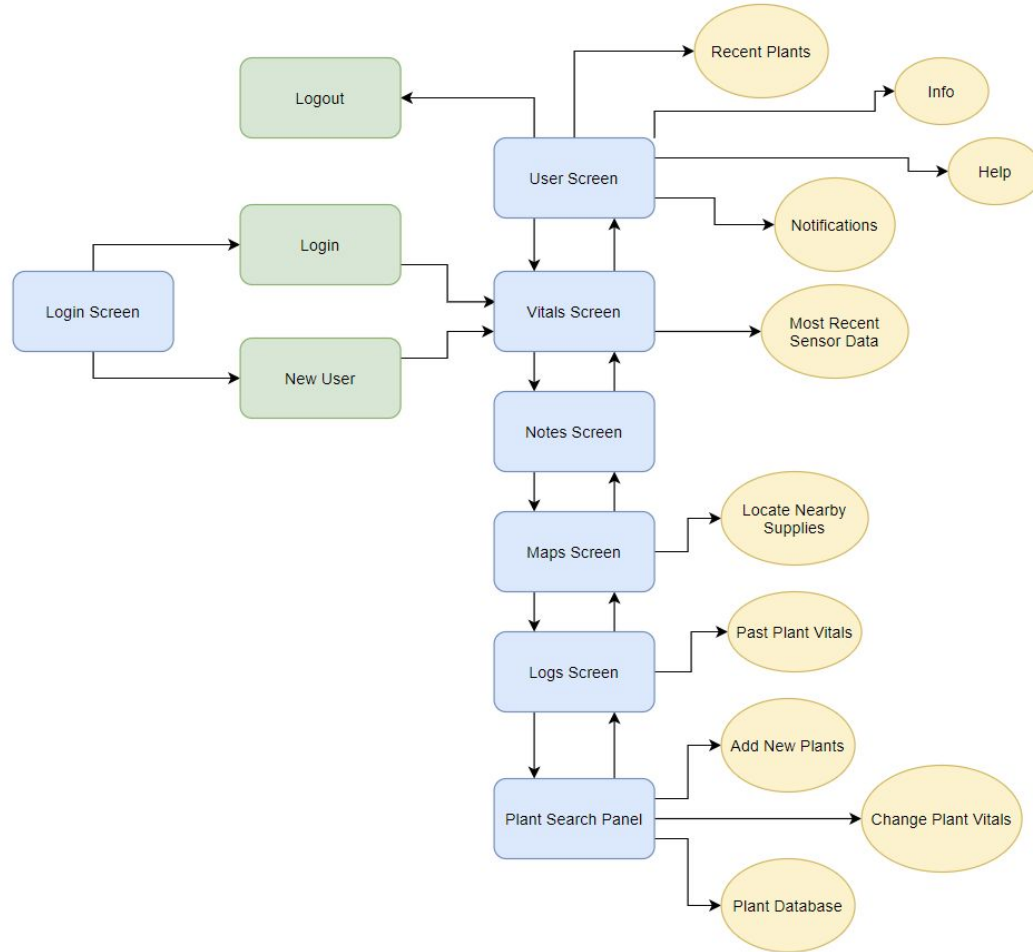 Recent Plants
Logout
Info
User Screen
Help
Notifications
Login
Login Screen
Vitals Screen
Most Recent
Sensor Data
New User
Notes Screen
Locate Nearby
Supplies
Maps Screen
Past Plant Vitals
Logs Screen
Add New Plants
Plant Search Panel
Change Plant Vitals
Plant Database